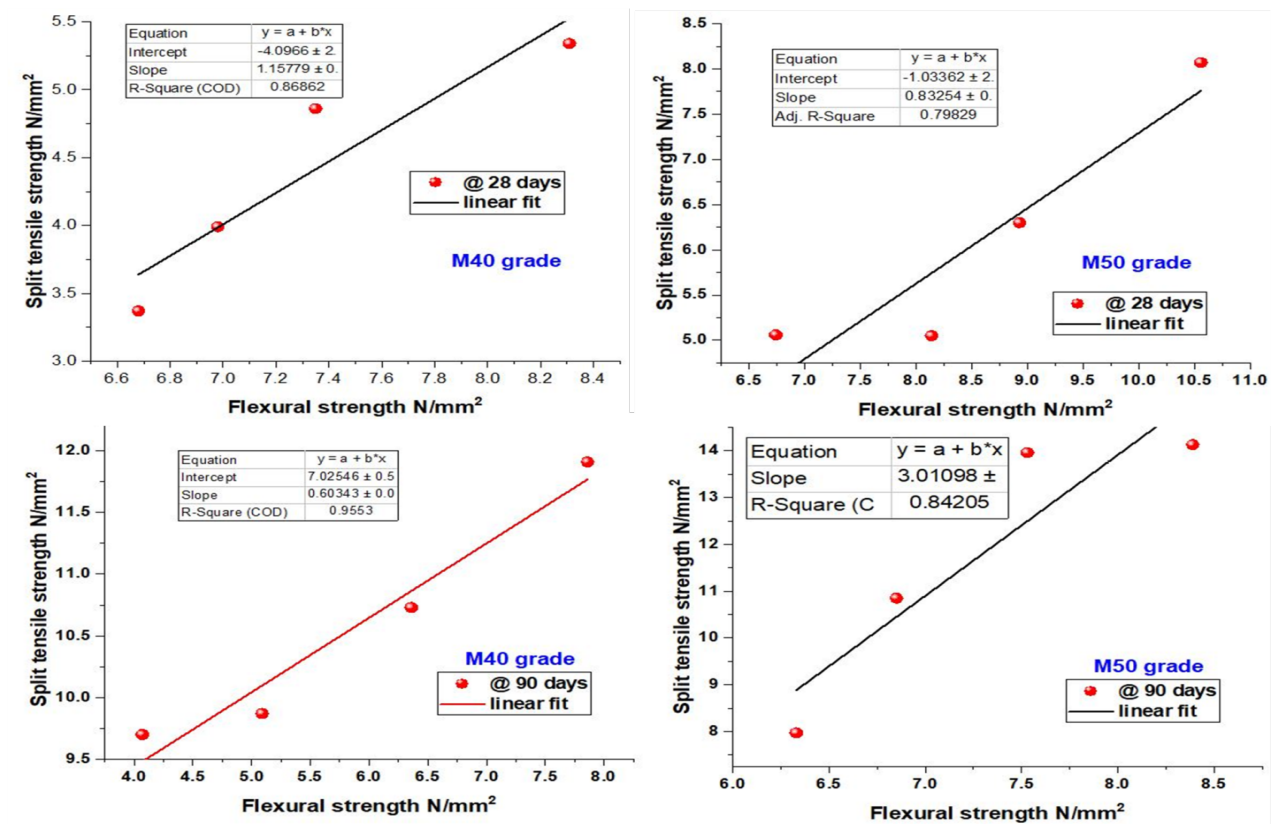 5.5
5.0
4.5
4.0
3.5
3.0
Split tensile strength N/mm²
Equation y = a + b*x
Intercept -4.0966 ± 2.
Slope 1.15779 ± 0.
R-Square (COD) 0.86862
@ 28 days
linear fit
M40 grade
6.6 6.8 7.0 7.2 7.4 7.6 7.8 8.0 8.2 8.4
Flexural strength N/mm²
8.5
8.0
7.5
7.0
6.5
6.0
5.5
5.0
Split tensile strength N/mm²
Equation y = a + b*x
Intercept -1.03362 ± 2.
Slope 0.83254 ± 0.
Adj. R-Square 0.79829
M50 grade
@ 28 days
linear fit
6.5 7.0 7.5 8.0 8.5 9.0 9.5 10.0 10.5 11.0
Flexural strength N/mm²
12.0
11.5
11.0
10.5
10.0
9.5
Split tensile strength N/mm²
Equation y = a + b*x
Intercept 7.02546 ± 0.5
Slope 0.60343 ± 0.0
R-Square (COD) 0.9553
M40 grade
@ 90 days
linear fit
4.0 4.5 5.0 5.5 6.0 6.5 7.0 7.5 8.0
Flexural strength N/mm²
14
13
12
11
10
9
8
Split tensile strength N/mm²
Equation y = a + b*x
Slope 3.01098 ±
R-Square (C 0.84205
M50 grade
@ 90 days
linear fit
6.0 6.5 7.0 7.5 8.0 8.5
Flexural strength N/mm²